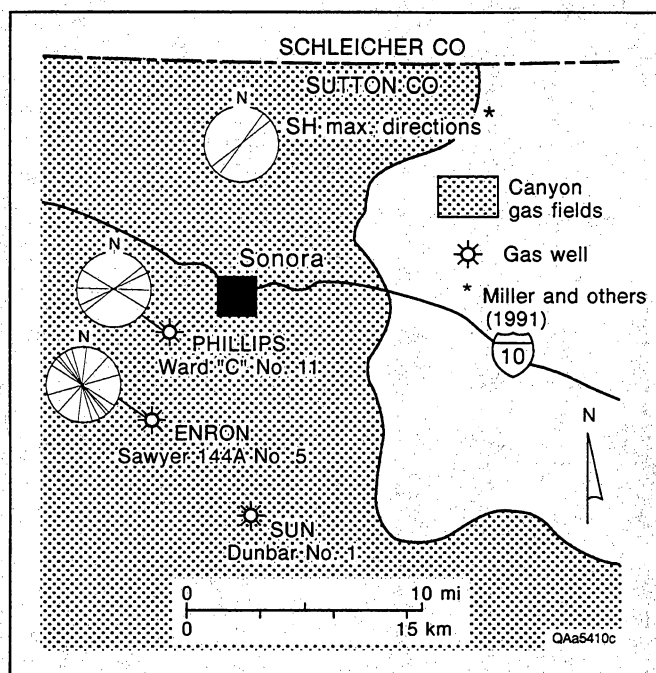 SCHLEICHER CO
SUTTON CO
N
SH max. directions *
Canyon
gas fields
Gas well
* Miller and others
(1991)
Sonora
N
PHILLIPS
Ward "C" No. 11
10
N
ENRON
Sawyer 144A No. 5
N
SUN
Dunbar No. 1
0 10 mi
0 15 km
QAa5410c